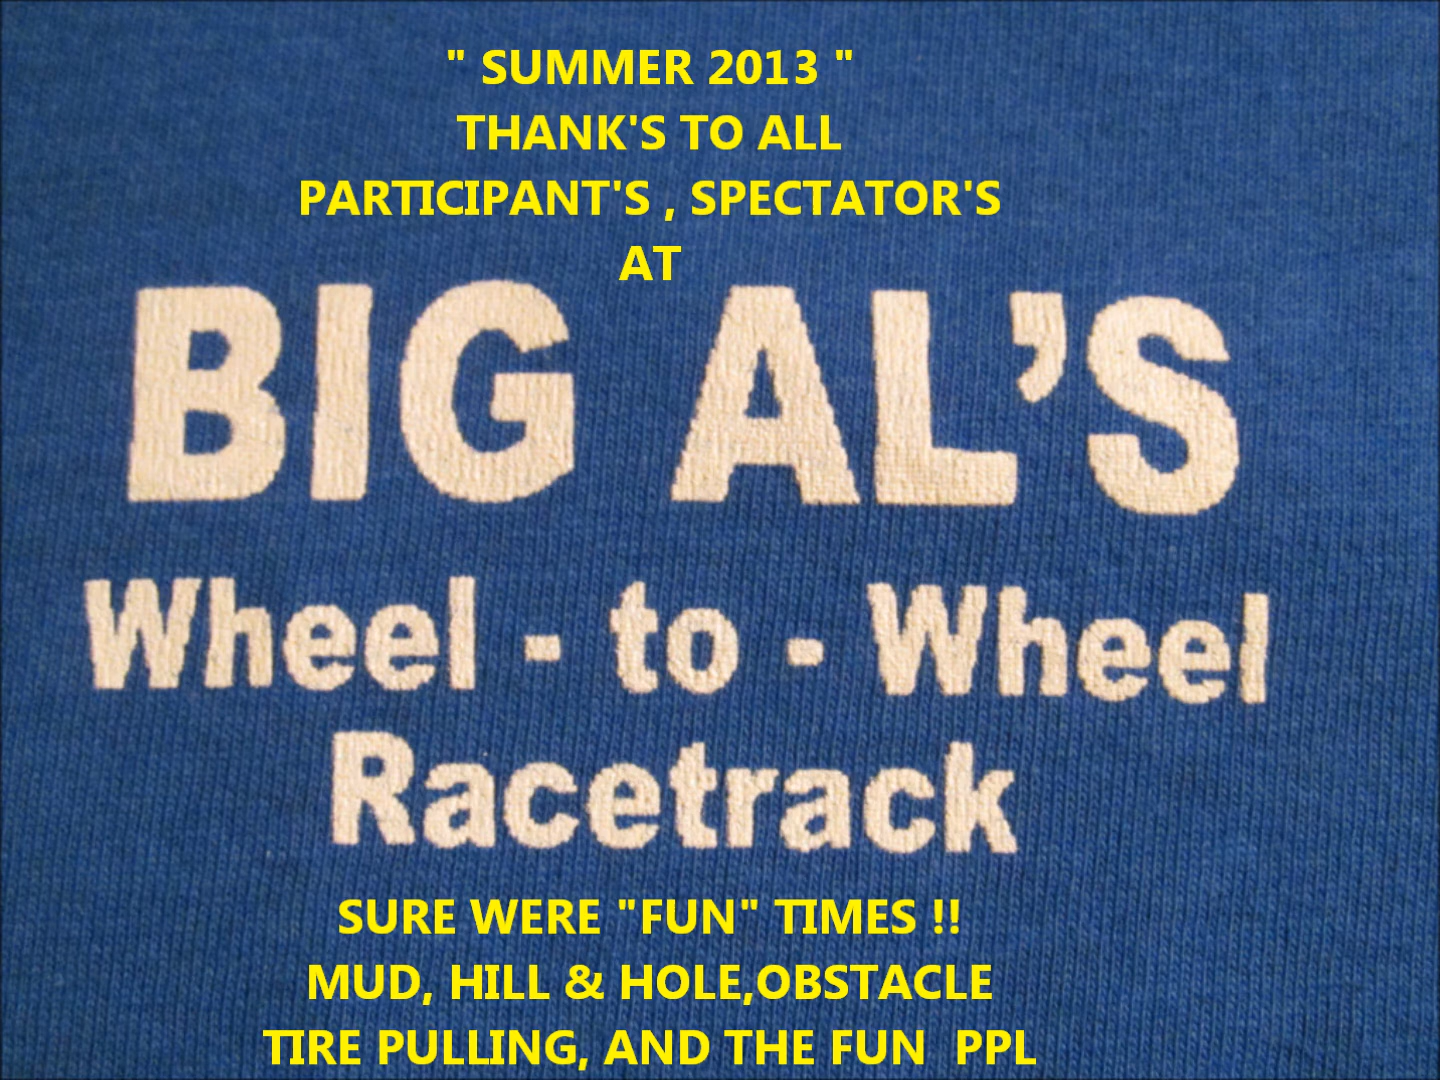 " SUMMER 2013 "
THANK'S TO ALL
PARTICIPANT'S , SPECTATOR'S
AT
BIG AL'S
Wheel - to - Wheel
Racetrack
SURE WERE "FUN" TIMES !!
MUD, HILL & HOLE,OBSTACLE
TIRE PULLING, AND THE FUN  PPL